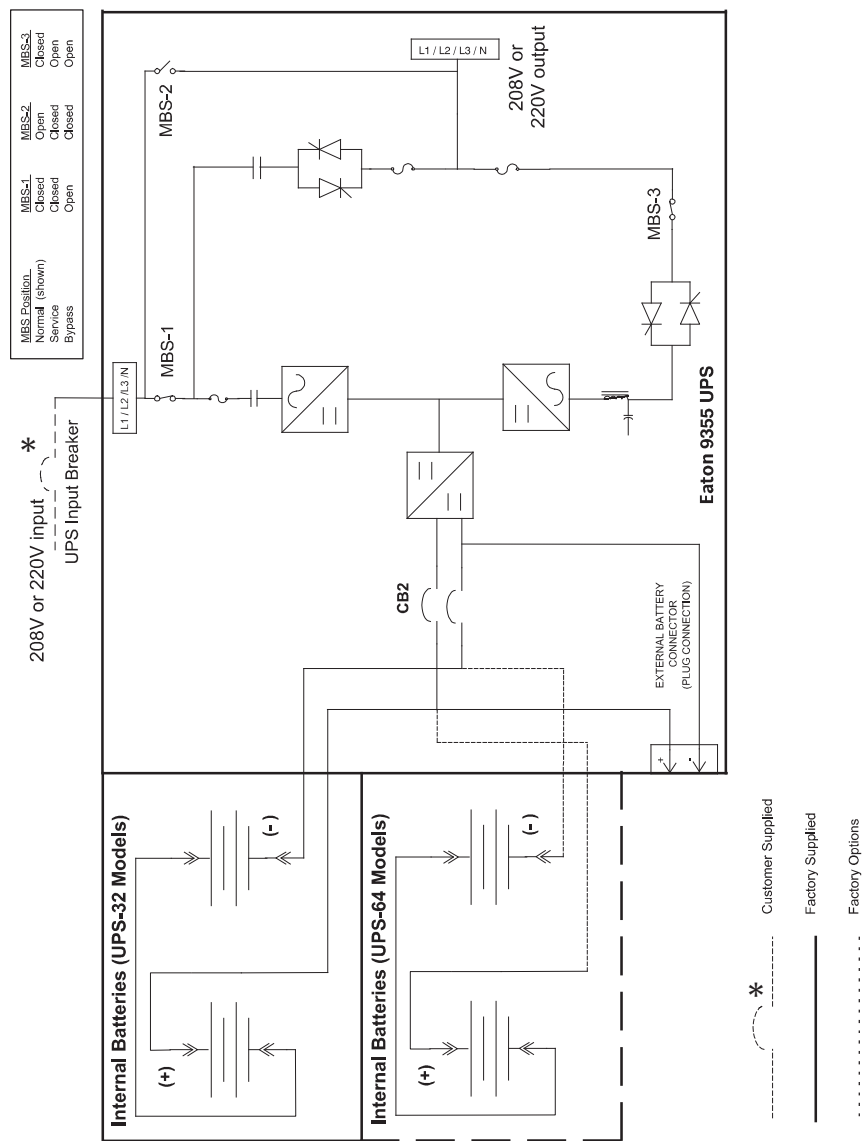 MBS Position MBS-1 MBS-2 MBS-3
Normal (shown) Closed Open Closed
Service Closed Closed Open
Bypass Open Closed Open
208V or 220V input
*
UPS Input Breaker
L1 / L2 /L3 /N
MBS-1
MBS-2
L1 / L2 / L3 / N
208V or
220V output
MBS-3
Eaton 9355 UPS
CB2
EXTERNAL BATTERY
CONNECTOR
(PLUG CONNECTION)
+
-
Internal Batteries (UPS-32 Models)
(+)
(-)
Internal Batteries (UPS-64 Models)
(+)
(-)
*
Customer Supplied
Factory Supplied
Factory Options